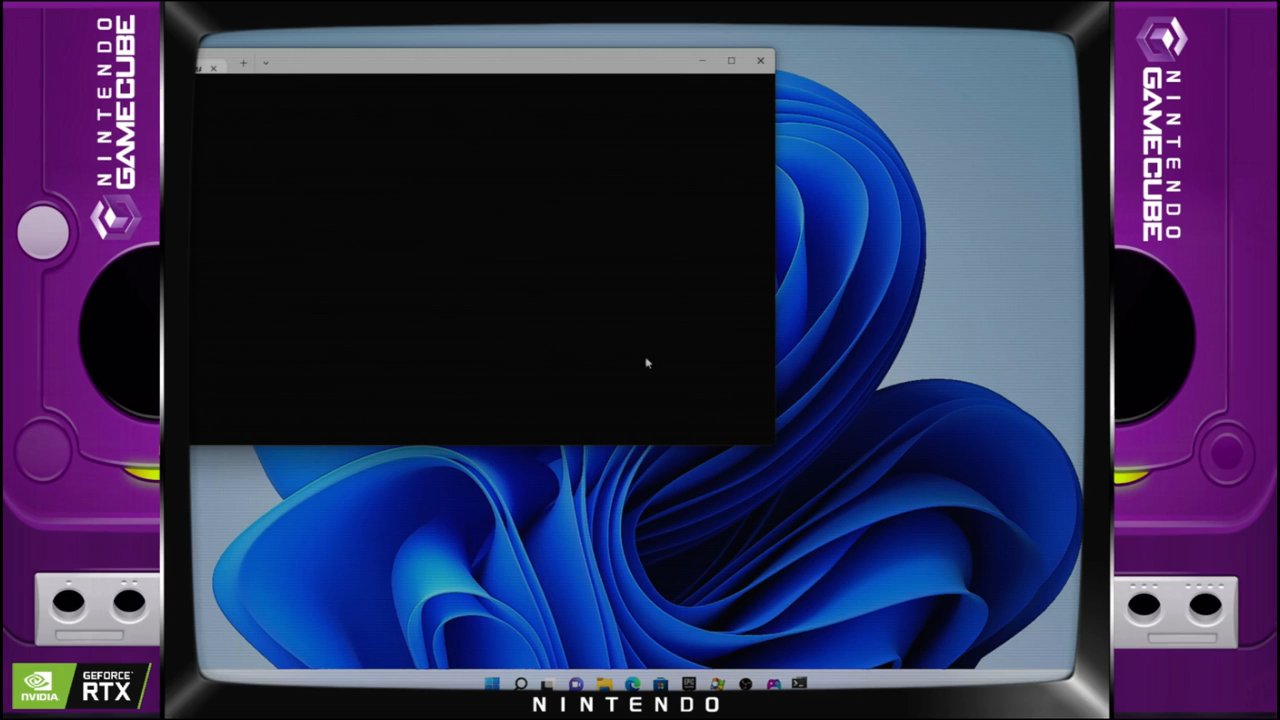 NINTENDO
GAMECUBE
NINTENDO
GAMECUBE
NVIDIA
GEFORCE
RTX
NINTENDO